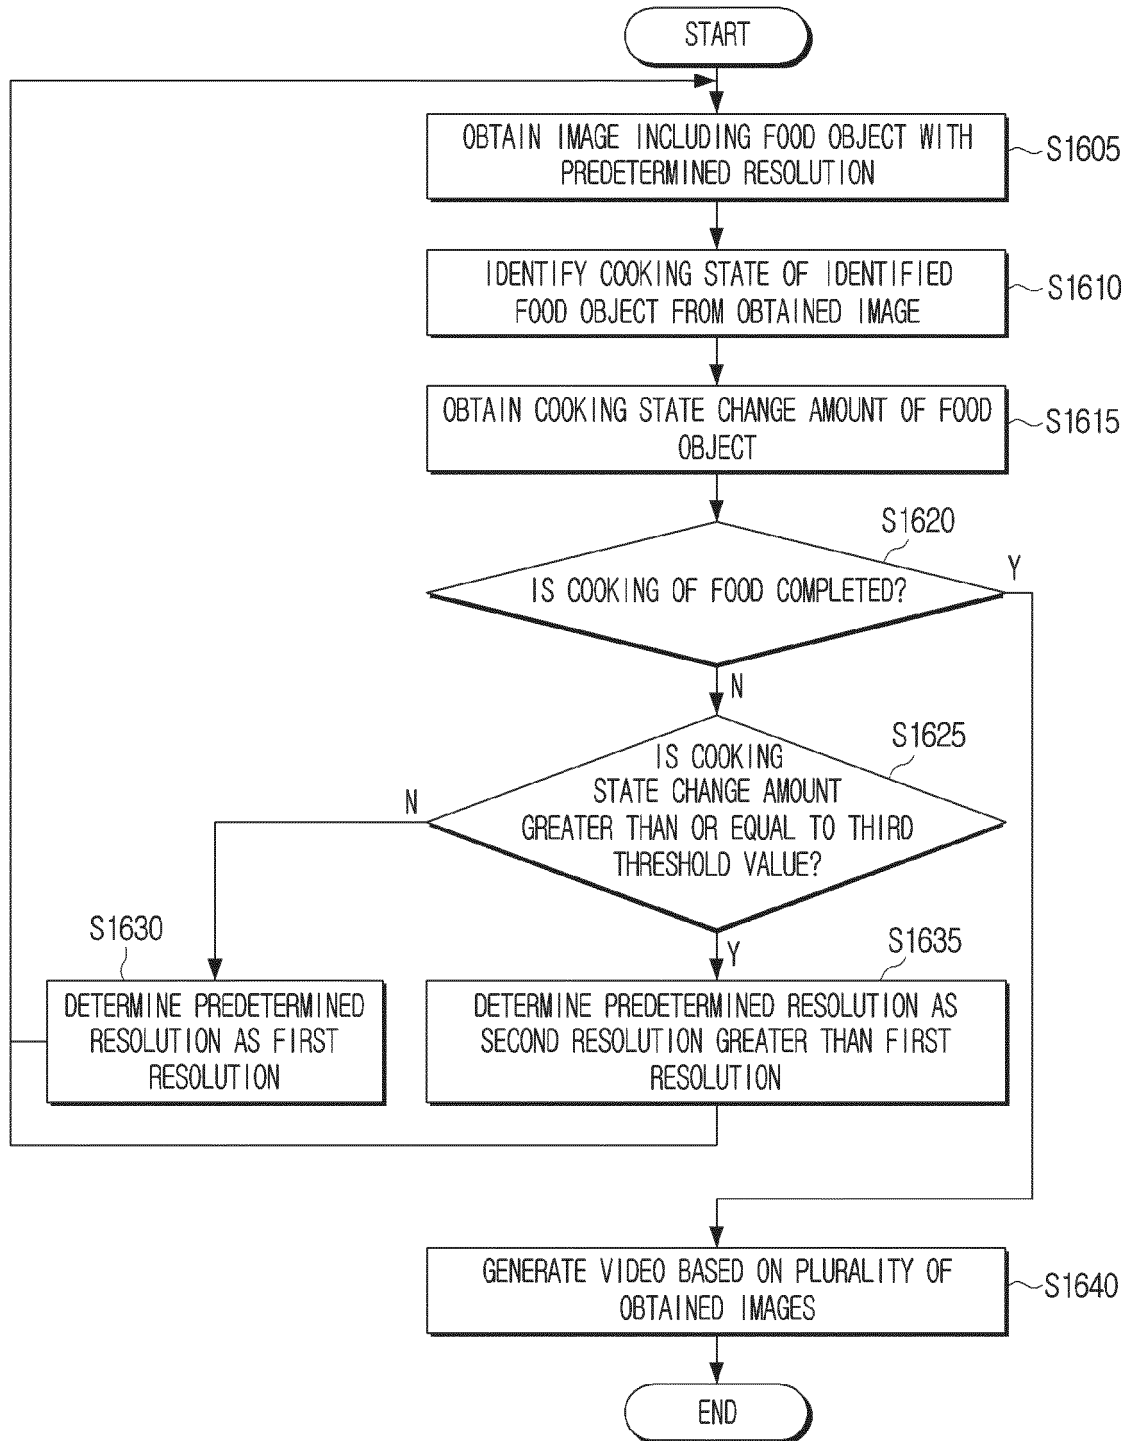 START
OBTAIN IMAGE INCLUDING FOOD OBJECT WITH
PREDETERMINED RESOLUTION
S1605
IDENTIFY COOKING STATE OF IDENTIFIED
FOOD OBJECT FROM OBTAINED IMAGE
S1610
OBTAIN COOKING STATE CHANGE AMOUNT OF FOOD
OBJECT
S1615
S1620
IS COOKING OF FOOD COMPLETED?
Y
N
S1625
IS COOKING
STATE CHANGE AMOUNT
GREATER THAN OR EQUAL TO THIRD
THRESHOLD VALUE?
N
Y
S1630
DETERMINE PREDETERMINED
RESOLUTION AS FIRST
RESOLUTION
S1635
DETERMINE PREDETERMINED RESOLUTION AS
SECOND RESOLUTION GREATER THAN FIRST
RESOLUTION
GENERATE VIDEO BASED ON PLURALITY OF
OBTAINED IMAGES
S1640
END